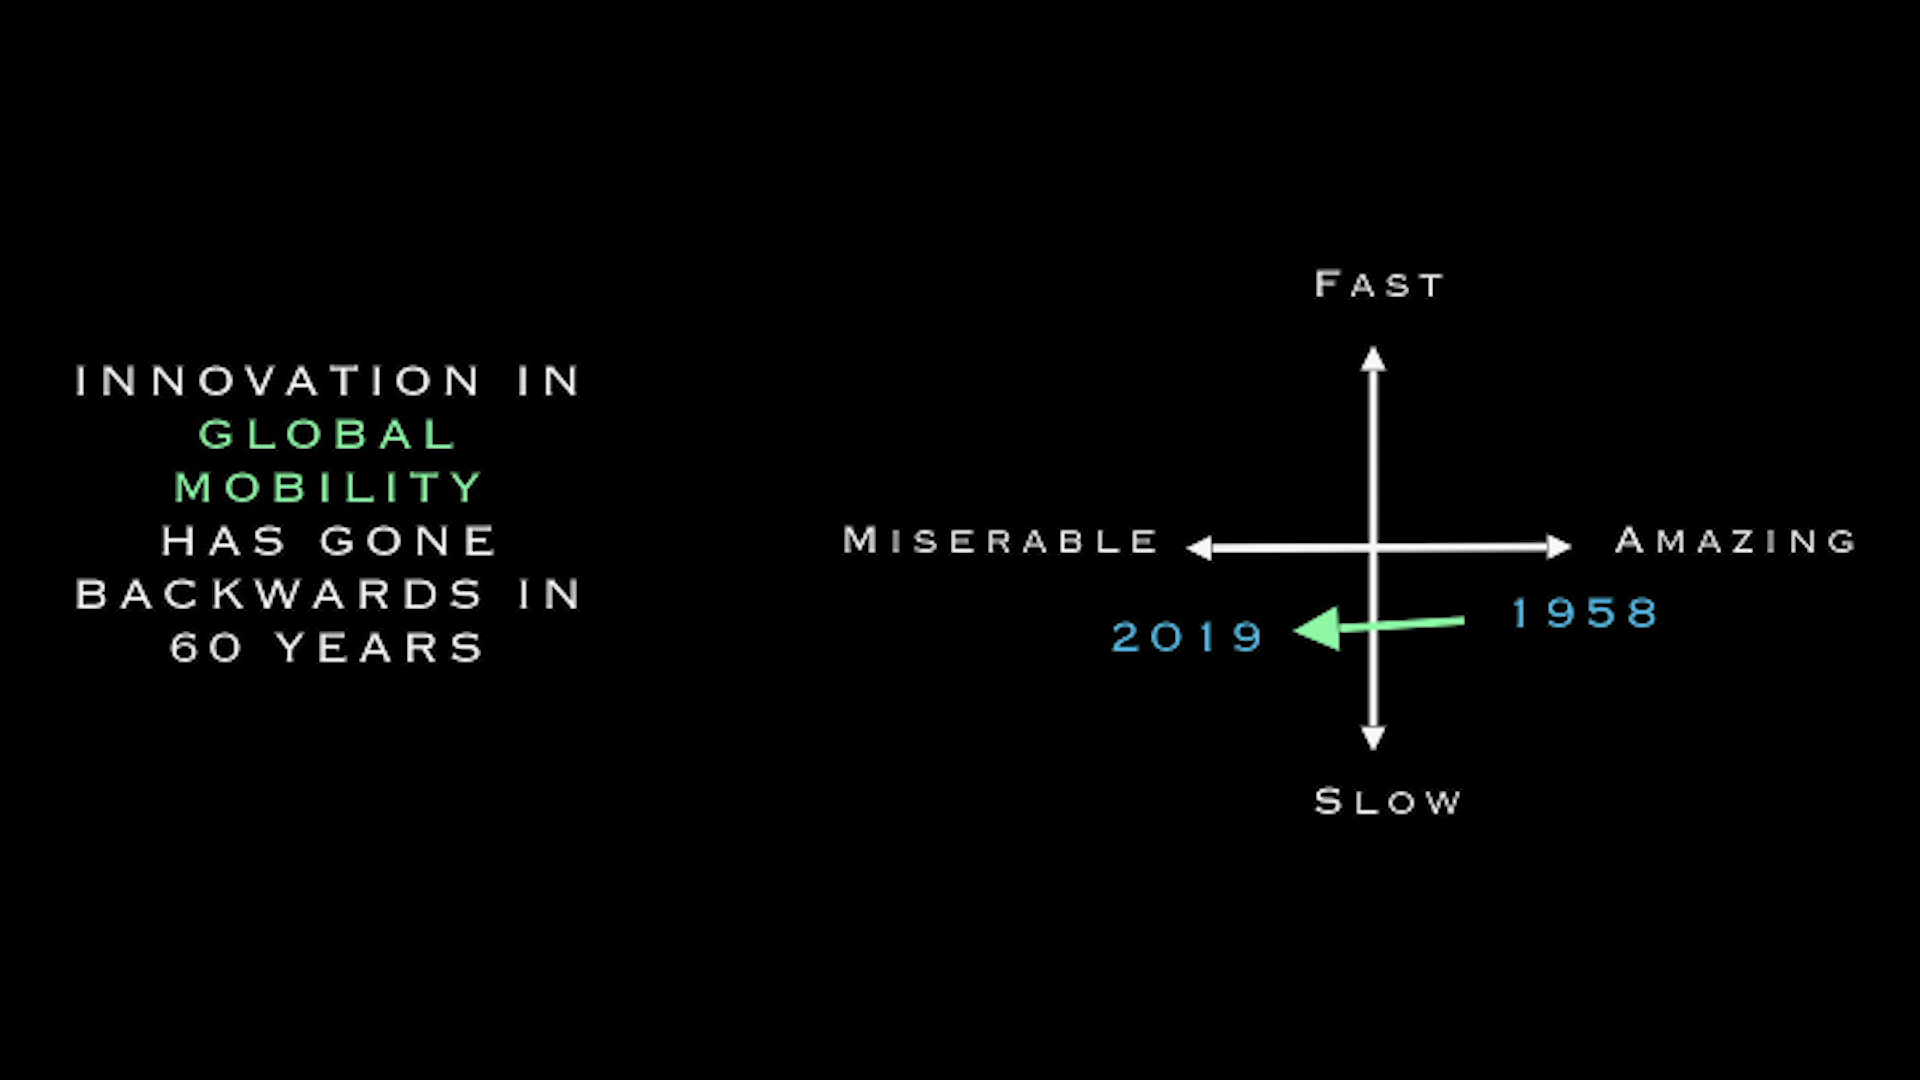 INNOVATION IN
GLOBAL
MOBILITY
HAS GONE
BACKWARDS IN
60 YEARS
FAST
MISERABLE
AMAZING
2019
1958
SLOW